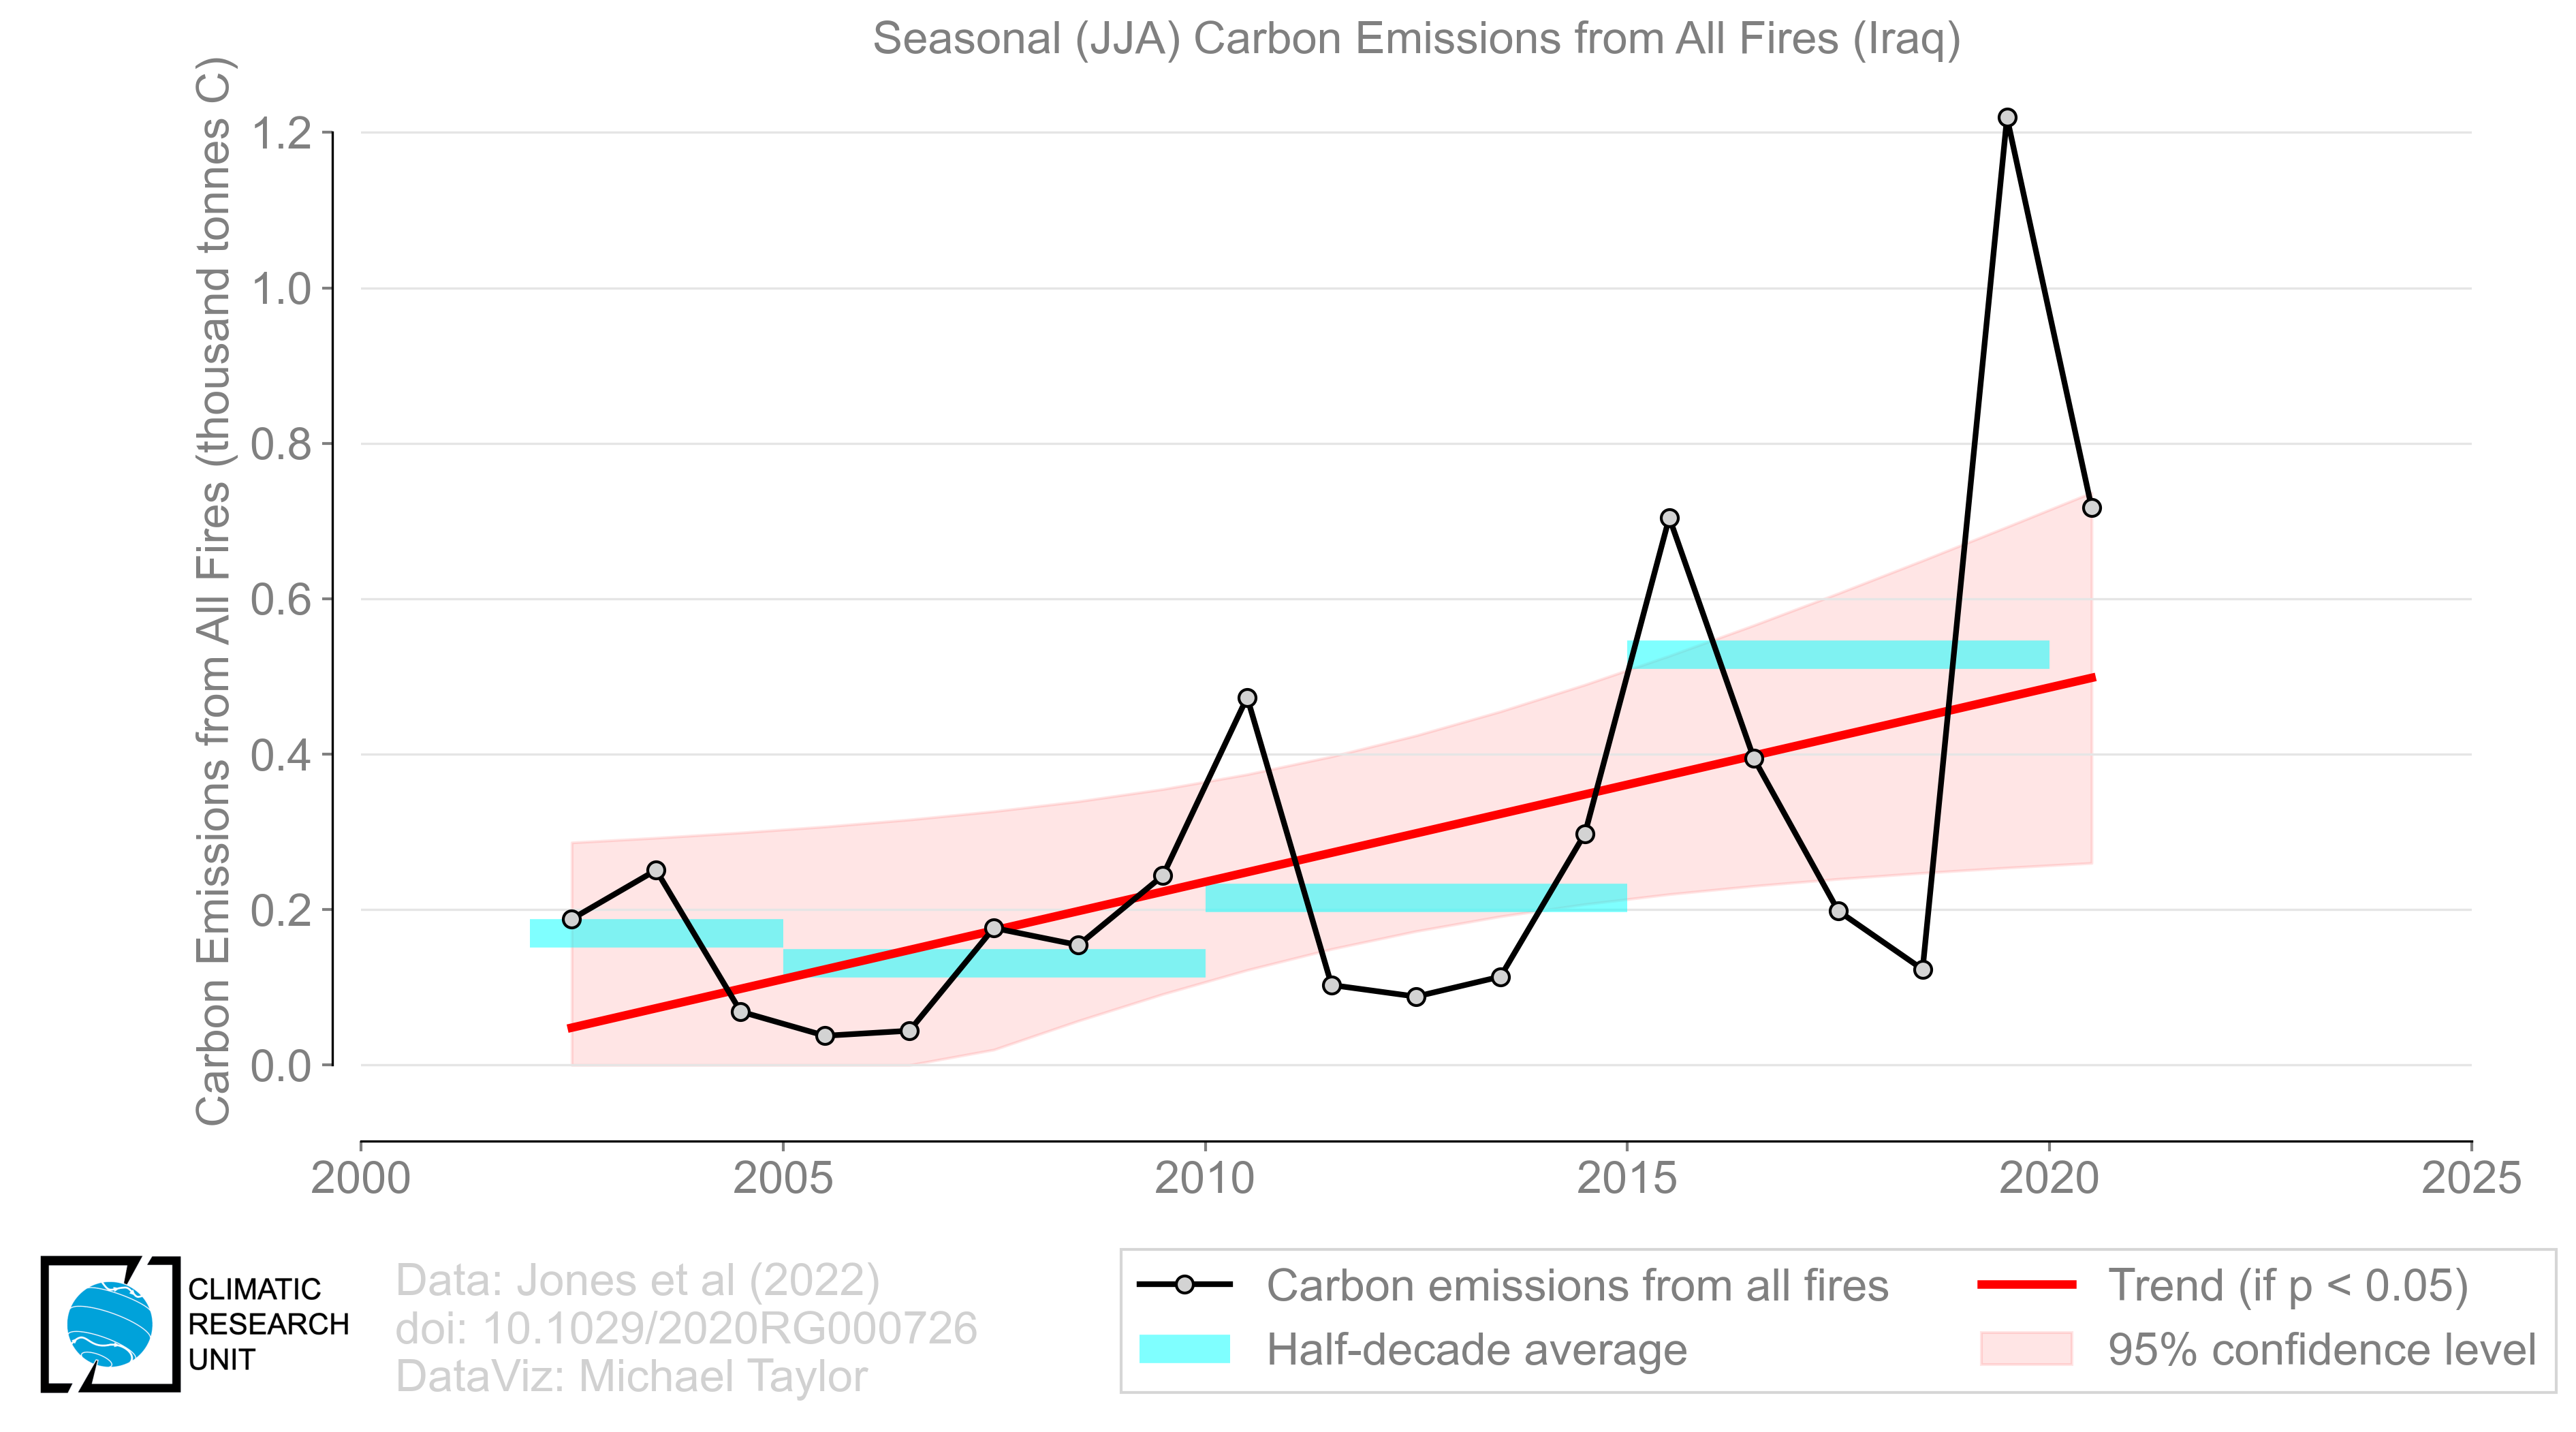 Seasonal (JJA) Carbon Emissions from All Fires (Iraq)
Carbon Emissions from All Fires (thousand tonnes C)
1.2
1.0
0.8
0.6
0.4
0.2
0.0
2000
2005
2010
2015
2020
2025
CLIMATIC
RESEARCH
UNIT
Data: Jones et al (2022)
doi: 10.1029/2020RG000726
DataViz: Michael Taylor
Carbon emissions from all fires
Half-decade average
Trend (if p < 0.05)
95% confidence level